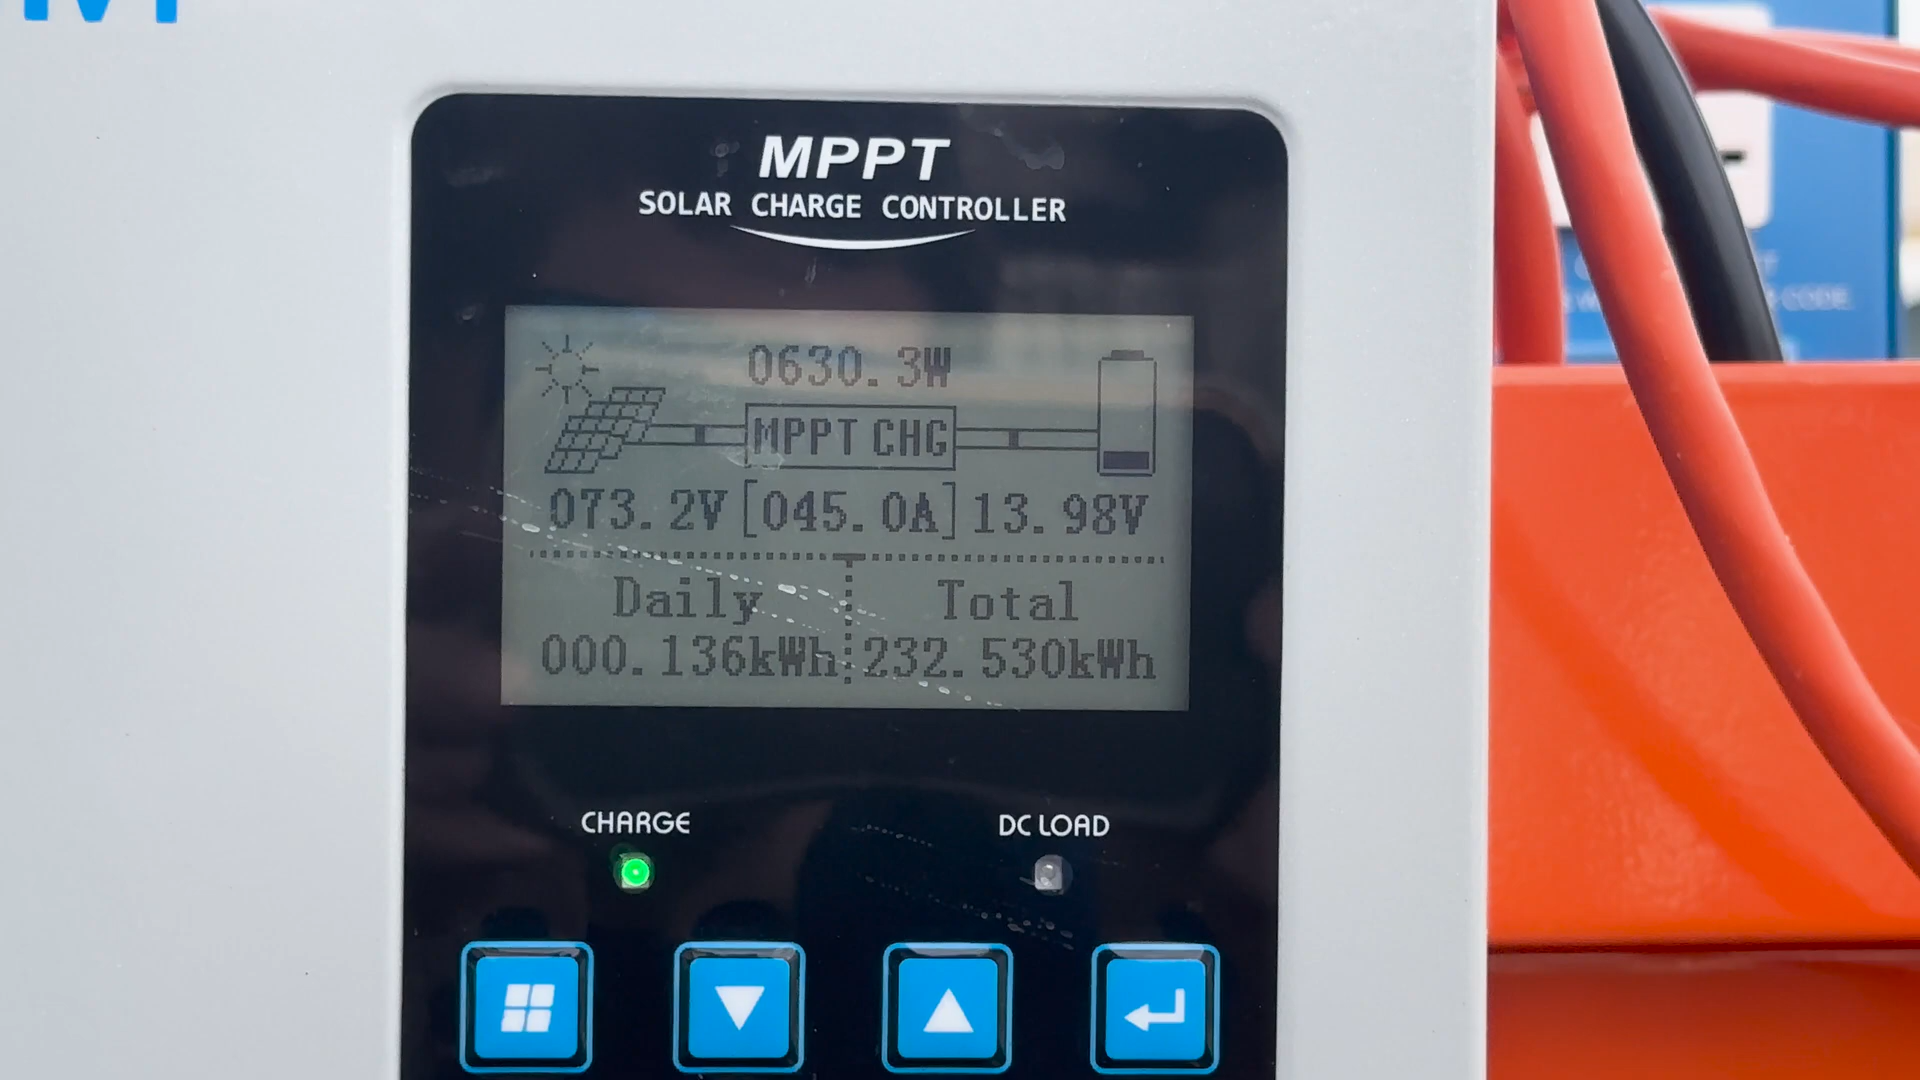 MPPT
SOLAR CHARGE CONTROLLER
0630.3W
MPPT CHG
073.2V [045.0A] 13.98V
Daily Total
000.136kWh 232.530kWh
CHARGE DC LOAD
CODE